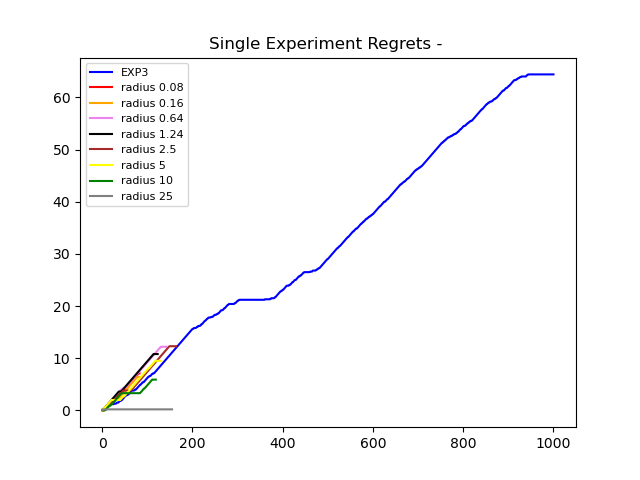 Single Experiment Regrets -
EXP3
radius 0.08
radius 0.16
radius 0.64
radius 1.24
radius 2.5
radius 5
radius 10
radius 25
60
50
40
30
20
10
0
0 200 400 600 800 1000